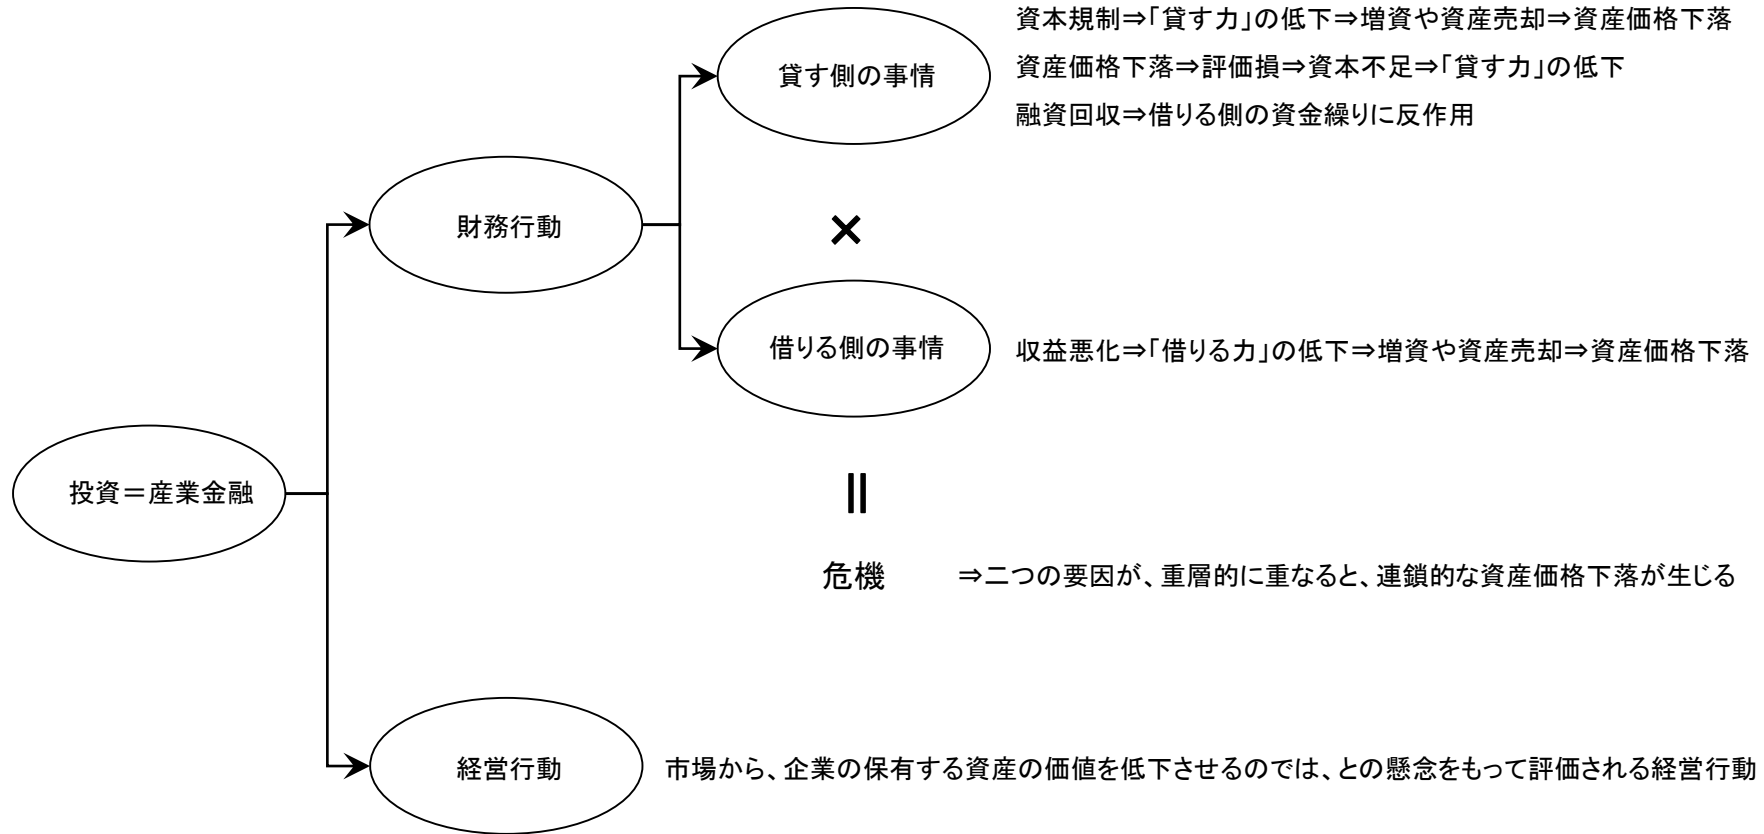 資本規制⇒「貸す力」の低下⇒増資や資産売却⇒資産価格下落
貸す側の事情
資産価格下落⇒評価損⇒資本不足⇒「貸す力」の低下
融資回収⇒借りる側の資金繰りに反作用
財務行動
×
借りる側の事情
収益悪化⇒「借りる力」の低下⇒増資や資産売却⇒資産価格下落
投資＝産業金融
＝
危機
⇒二つの要因が、重層的に重なると、連鎖的な資産価格下落が生じる
経営行動
市場から、企業の保有する資産の価値を低下させるのでは、との懸念をもって評価される経営行動